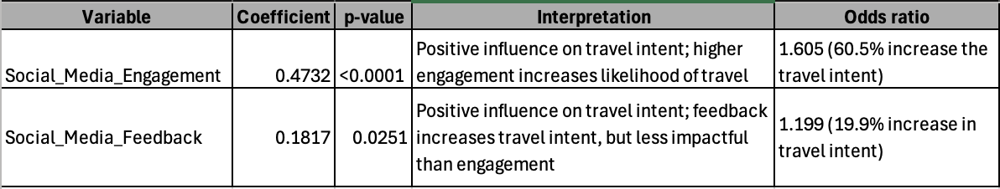 Variable Coefficient p-value Interpretation Odds ratio
Social_Media_Engagement 0.4732 <0.0001 Positive influence on travel intent; higher
engagement increases likelihood of travel 1.605 (60.5% increase the
travel intent)
Social_Media_Feedback 0.1817 0.0251 Positive influence on travel intent; feedback
increases travel intent, but less impactful
than engagement 1.199 (19.9% increase in
travel intent)